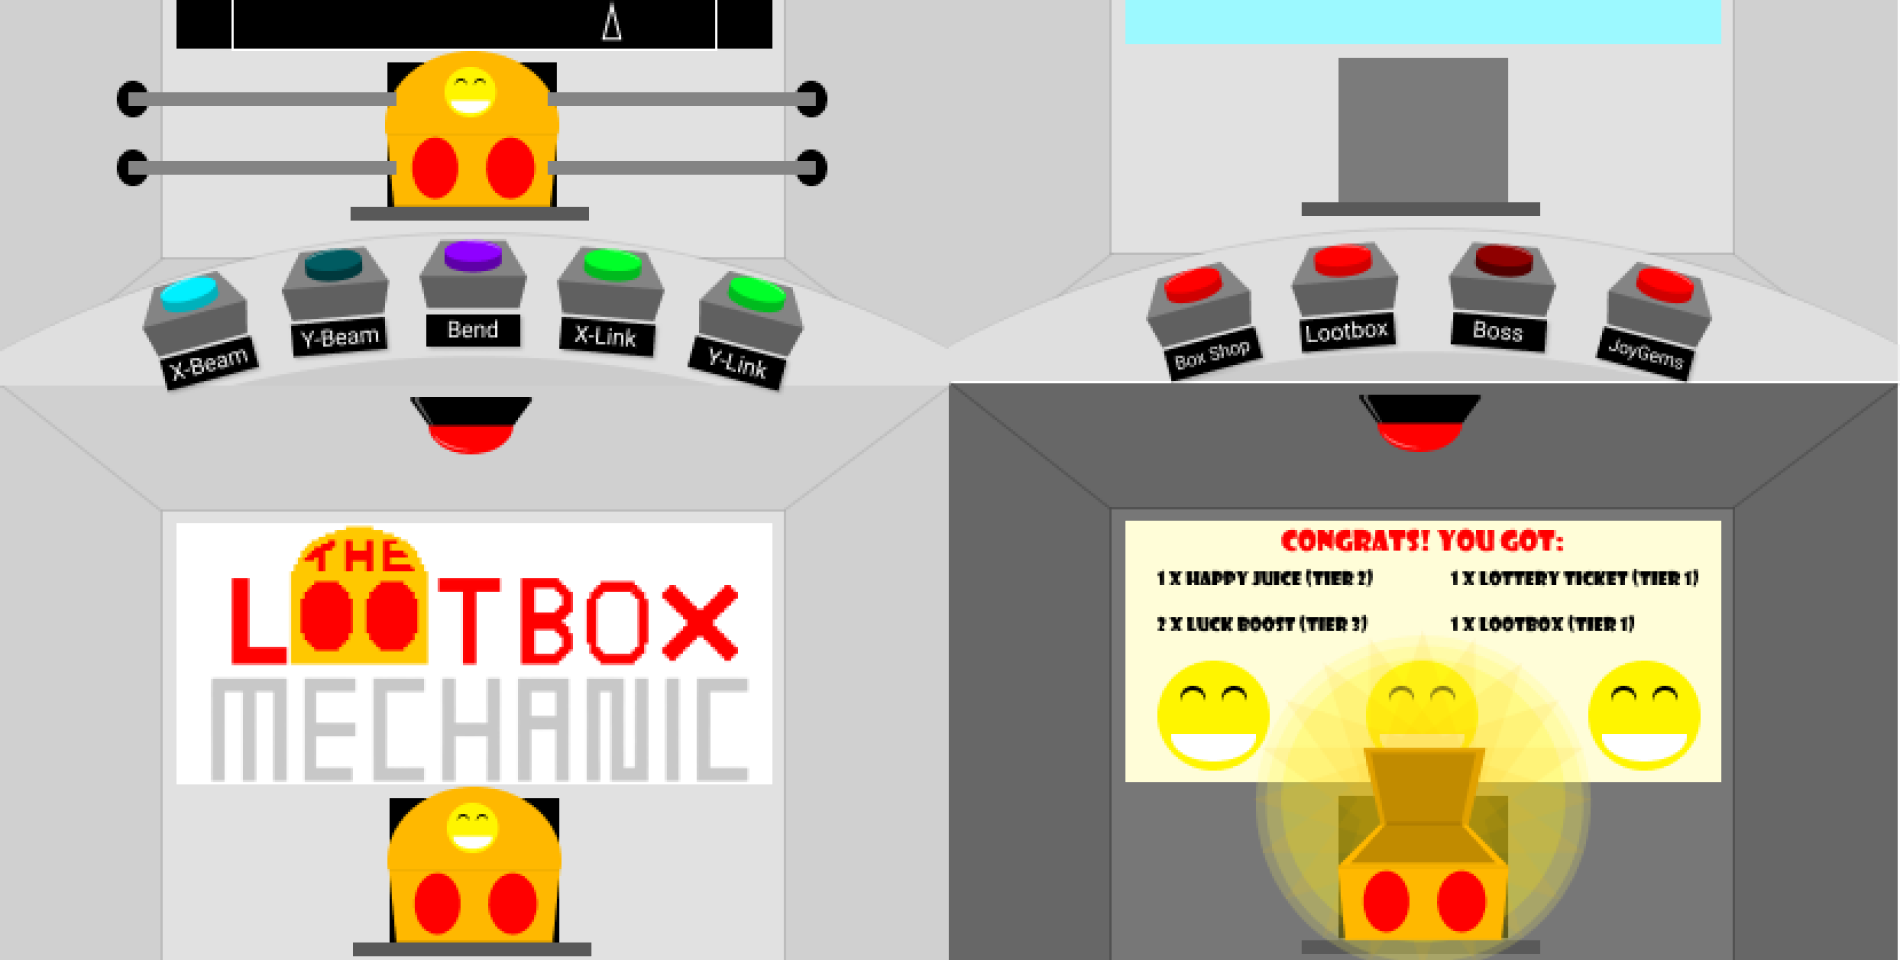 X-Beam
Y-Beam
Bend
X-Link
Y-Link
Box Shop
Lootbox
Boss
JoyGems
THE
LOOTBOX
MECHANIC
CONGRATS! YOU GOT:
1 X HAPPY JUICE (TIER 2)
1 X LOTTERY TICKET (TIER 1)
2 X LUCK BOOST (TIER 3)
1 X LOOTBOX (TIER 1)